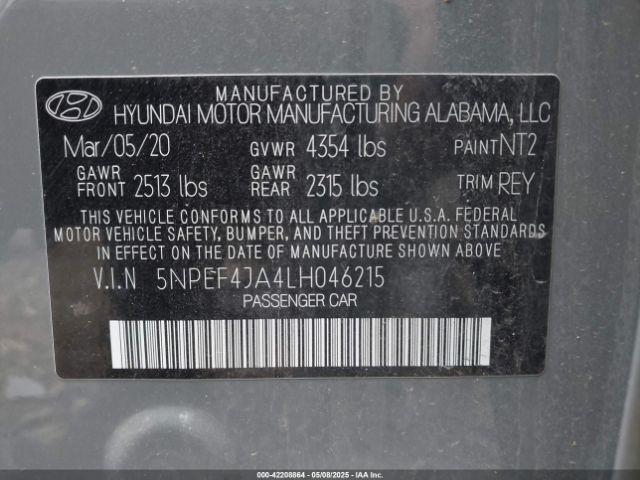 MANUFACTURED BY
HYUNDAI MOTOR MANUFACTURING ALABAMA, LLC
Mar/05/20 GVWR 4354 lbs PAINT NT2
GAWR FRONT 2513 lbs GAWR REAR 2315 lbs TRIM REY
THIS VEHICLE CONFORMS TO ALL APPLICABLE U.S.A. FEDERAL
MOTOR VEHICLE SAFETY, BUMPER, AND THEFT PREVENTION STANDARDS
IN EFFECT ON THE DATE OF MANUFACTURE SHOWN ABOVE.
V.I.N 5NPEF4JA4LH046215
PASSENGER CAR
000-42208864 | 05/08/2025 - COPYRIGHT IAA, LLC.